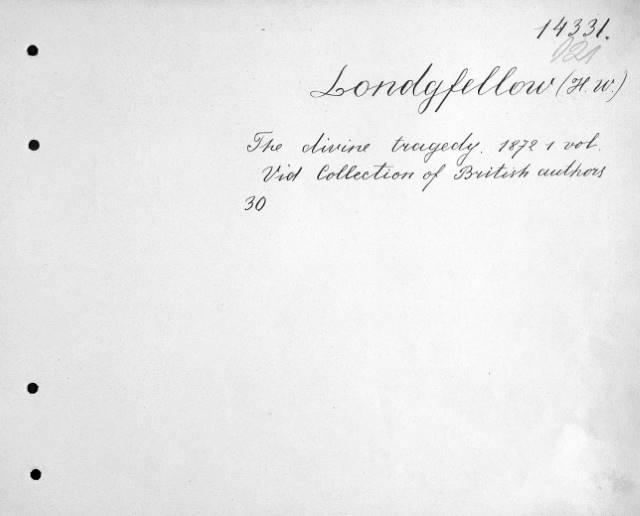 14331.
Londgfellow (H. W.)
The divine tragedy. 1872 1 vol.
Vid Collection of British authors
30